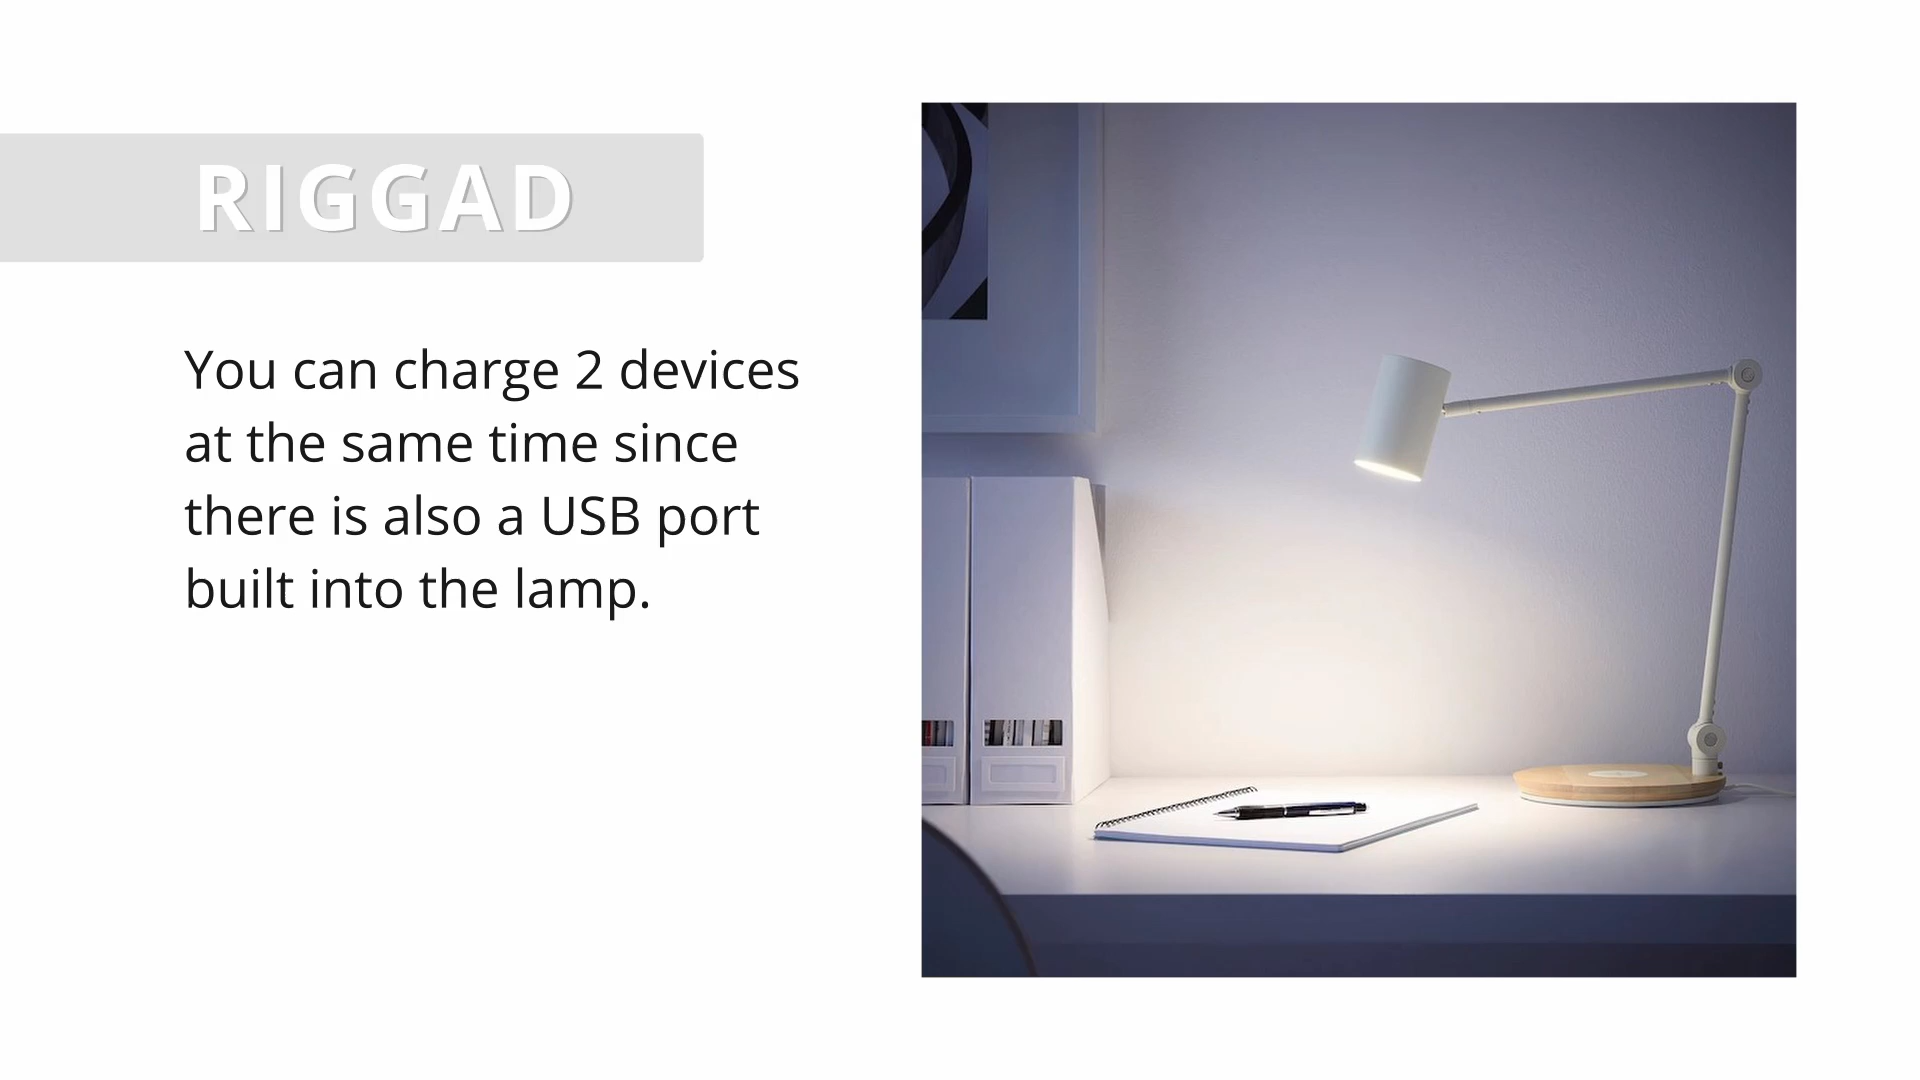 RIGGAD
You can charge 2 devices
at the same time since
there is also a USB port
built into the lamp.